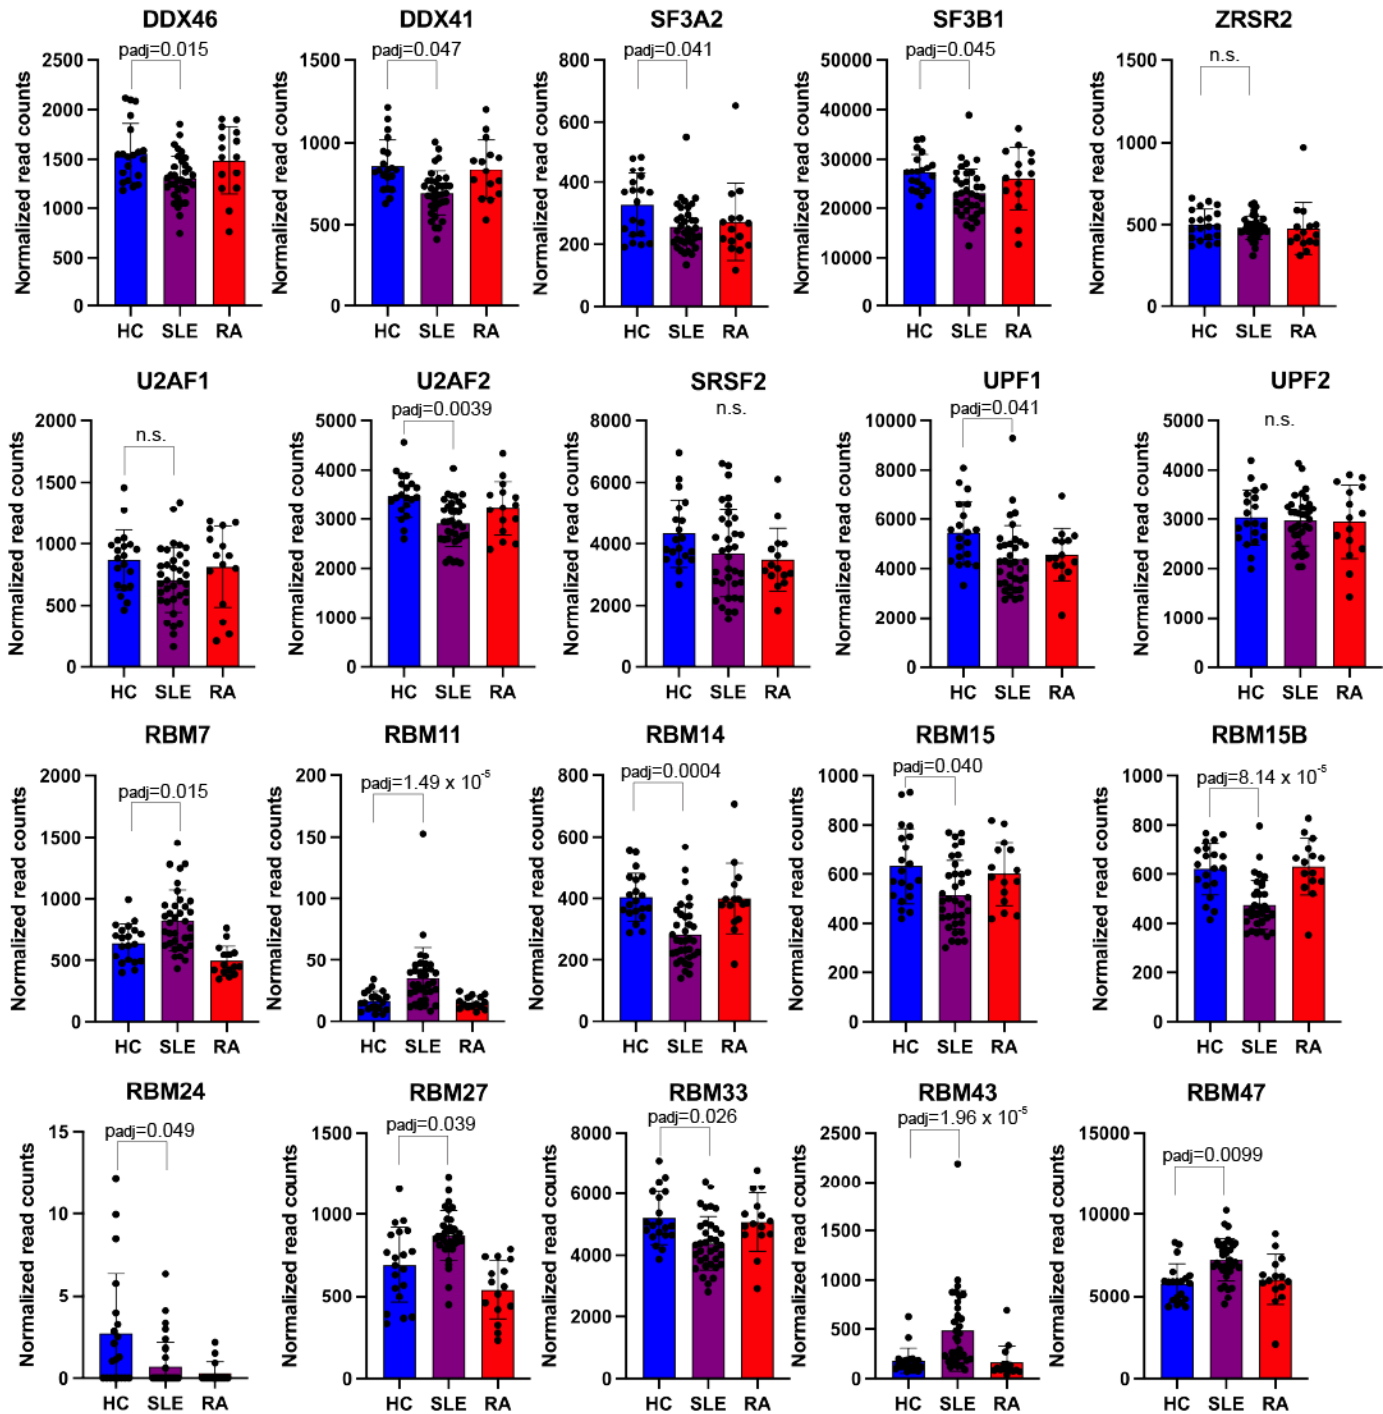 DDX46 DDX41 SF3A2 SF3B1 ZRSR2
padj=0.015 padj=0.047 padj=0.041 padj=0.045 n.s.
Normalized read counts Normalized read counts Normalized read counts Normalized read counts Normalized read counts
2500 1500 800 50000 1500
2000 1000 600 40000 1000
1500 500 400 30000 500
1000 0 200 20000 0
500 0 10000
0 0
HC SLE RA HC SLE RA HC SLE RA HC SLE RA HC SLE RA
U2AF1 U2AF2 SRSF2 UPF1 UPF2
n.s. padj=0.0039 n.s. padj=0.041 n.s.
Normalized read counts Normalized read counts Normalized read counts Normalized read counts Normalized read counts
2000 5000 8000 10000 5000
1500 4000 6000 8000 4000
1000 3000 4000 6000 3000
500 2000 2000 4000 2000
0 1000 0 2000 1000
0 0 0
HC SLE RA HC SLE RA HC SLE RA HC SLE RA HC SLE RA
RBM7 RBM11 RBM14 RBM15 RBM15B
padj=0.015 padj=1.49 x 10⁻⁵ padj=0.0004 padj=0.040 padj=8.14 x 10⁻⁵
Normalized read counts Normalized read counts Normalized read counts Normalized read counts Normalized read counts
2000 200 800 1000 1000
1500 150 600 800 800
1000 100 400 600 600
500 50 200 400 400
0 0 0 200 200
0 0
HC SLE RA HC SLE RA HC SLE RA HC SLE RA HC SLE RA
RBM24 RBM27 RBM33 RBM43 RBM47
padj=0.049 padj=0.039 padj=0.026 padj=1.96 x 10⁻⁵ padj=0.0099
Normalized read counts Normalized read counts Normalized read counts Normalized read counts Normalized read counts
15 1500 8000 2500 15000
10 1000 6000 2000 10000
5 500 4000 1500 5000
0 0 2000 1000 0
0 500
0
HC SLE RA HC SLE RA HC SLE RA HC SLE RA HC SLE RA